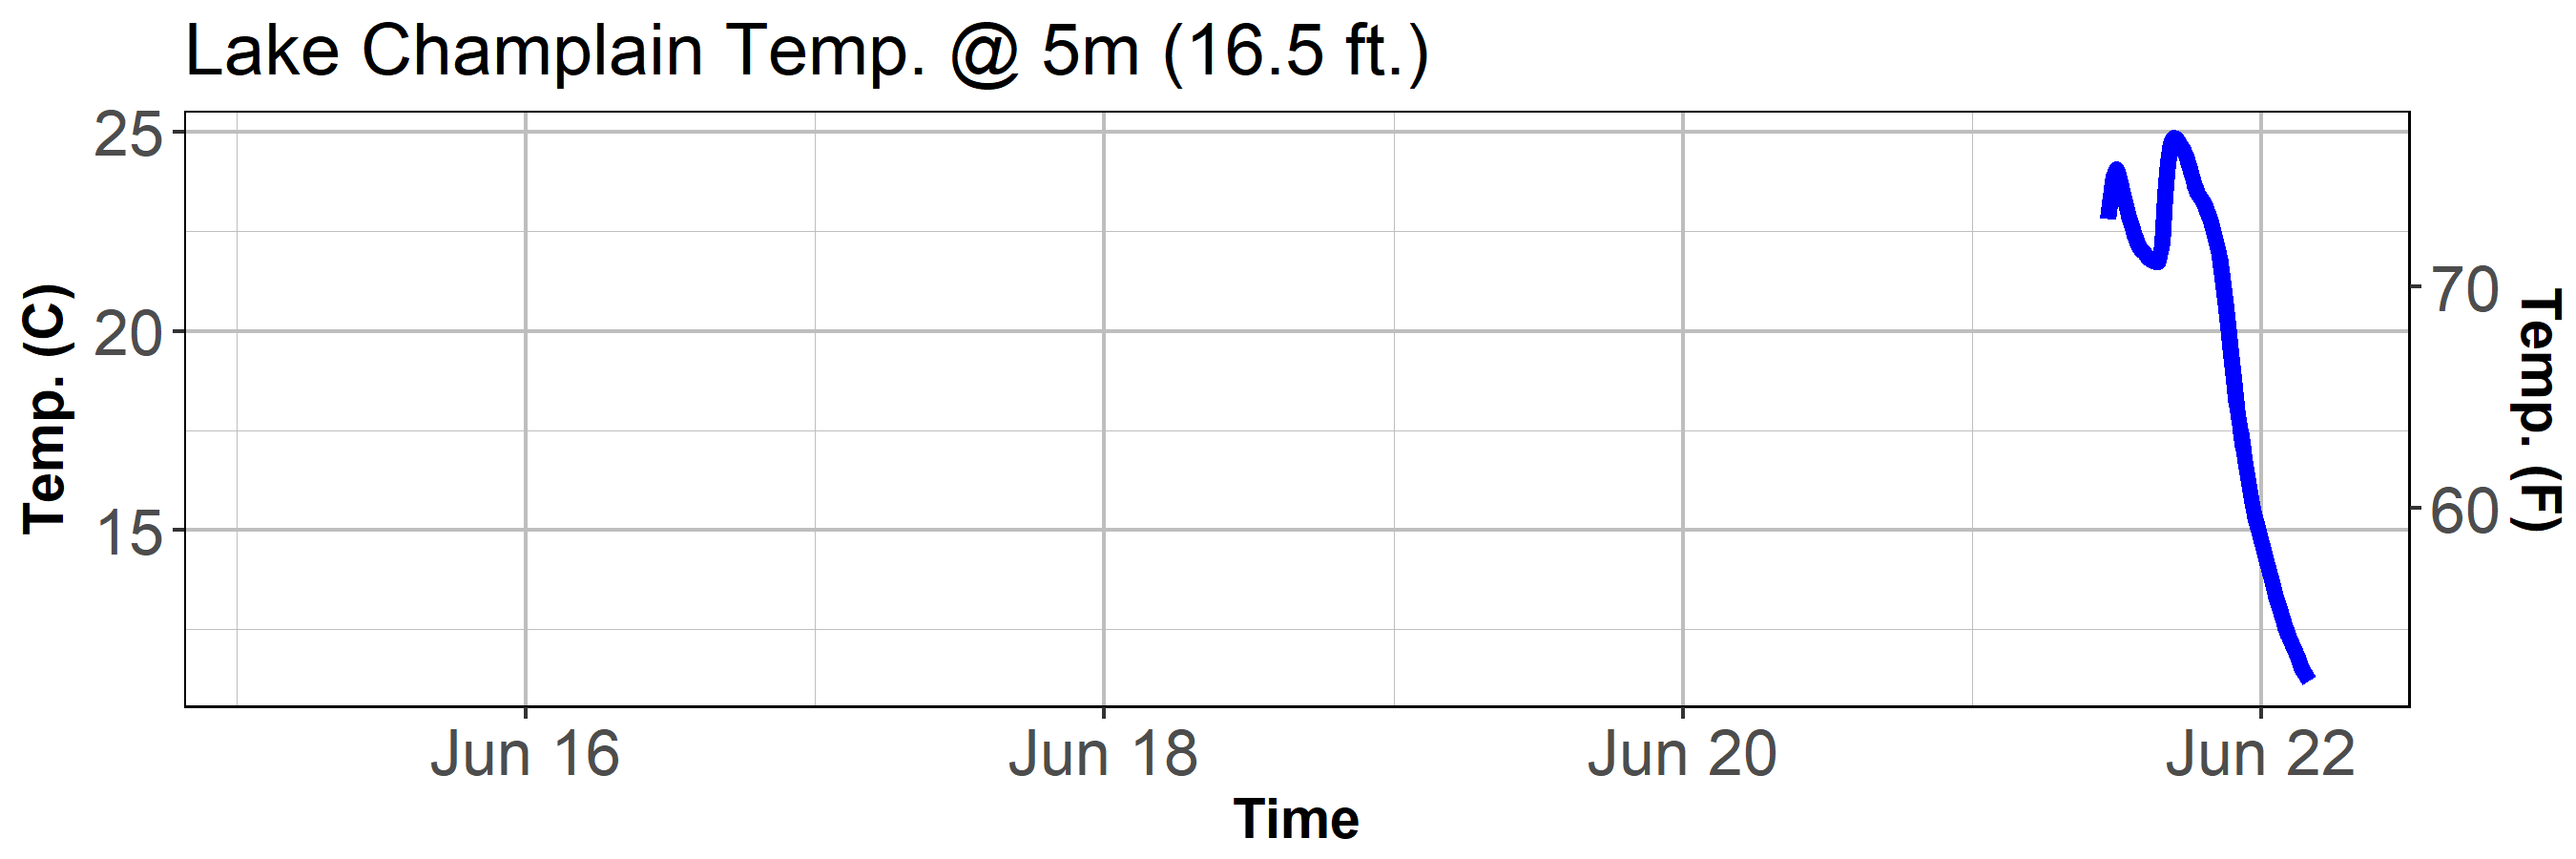 Lake Champlain Temp. @ 5m (16.5 ft.)
25
20
15
Temp. (C)
70
60
Temp. (F)
Jun 16
Jun 18
Jun 20
Jun 22
Time